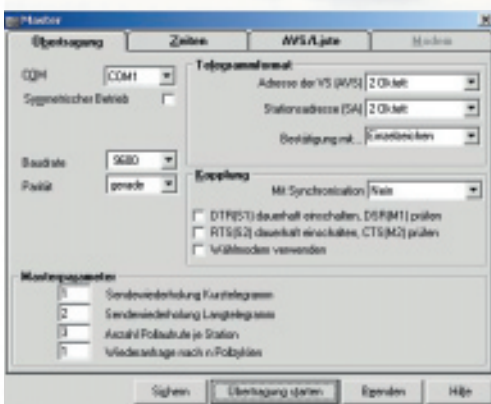 Master
Übertragung
Zeiten
AVS/Liste
Modem
COM
COM1
Symmetrischer Betrieb
Baudrate
9600
Parität
gerade
Telegrammformat
Adresse der VS (AVS)
2 Oktett
Stationsadresse (SA)
2 Oktett
Bestätigung mit...
Einzelzeichen
Kopplung
Mit Synchronisation
Nein
DTR(S1) dauerhaft einschalten, DSR(M1) prüfen
RTS(S2) dauerhaft einschalten, CTS(M2) prüfen
Wählmodem verwenden
Masterparameter
1 Sendewiederholung Kurztelegramm
2 Sendewiederholung Langtelegramm
3 Anzahl Pollaufrufe je Station
1 Wiederanfrage nach n Pollzyklen
Sichern
Übertragung starten
Beenden
Hilfe